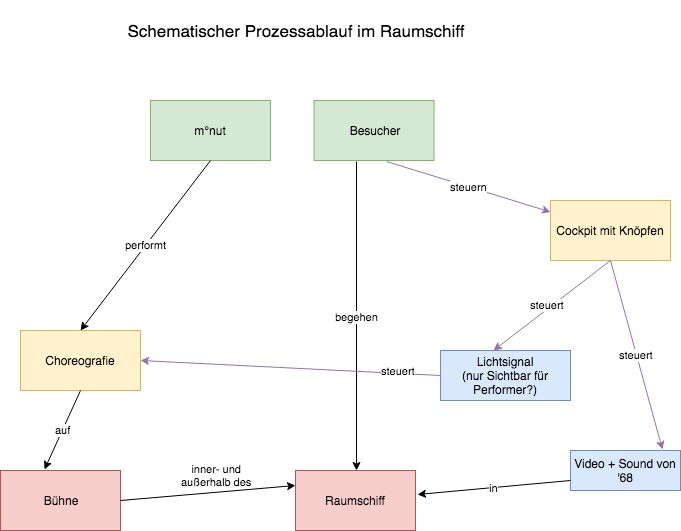 Schematischer Prozessablauf im Raumschiff
m°nut
Besucher
steuern
Cockpit mit Knöpfen
performt
begehen
steuert
steuert
Choreografie
steuert
Lichtsignal
(nur Sichtbar für
Performer?)
auf
inner- und
außerhalb des
Video + Sound von
'68
in
Bühne
Raumschiff